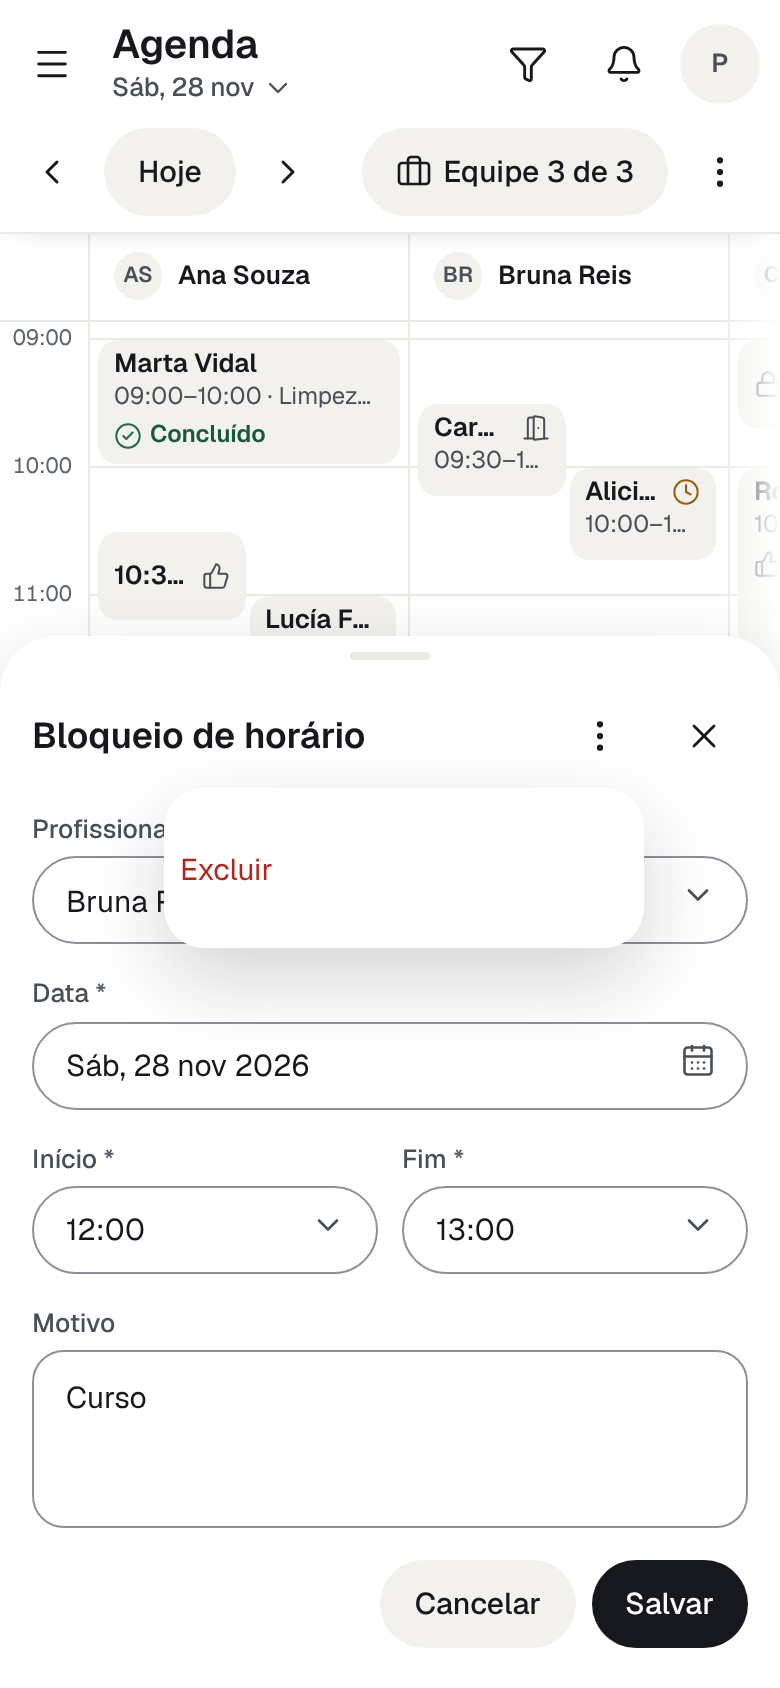 Agenda
Sáb, 28 nov
P
Hoje
Equipe 3 de 3
AS Ana Souza
BR Bruna Reis
09:00
Marta Vidal
09:00–10:00 · Limpez...
Concluído
Car...
09:30–1...
10:00
Alici...
10:00–1...
10:3...
11:00
Lucía F...
Bloqueio de horário
Excluir
Data *
Sáb, 28 nov 2026
Início *
Fim *
12:00
13:00
Motivo
Curso
Cancelar
Salvar